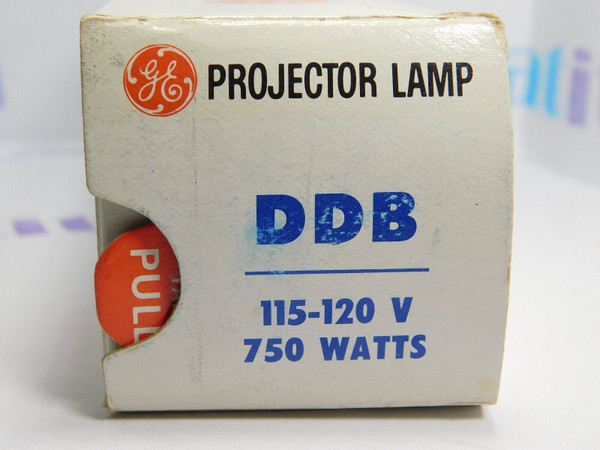 GE PROJECTOR LAMP
DDB
115-120 V
750 WATTS
PULL